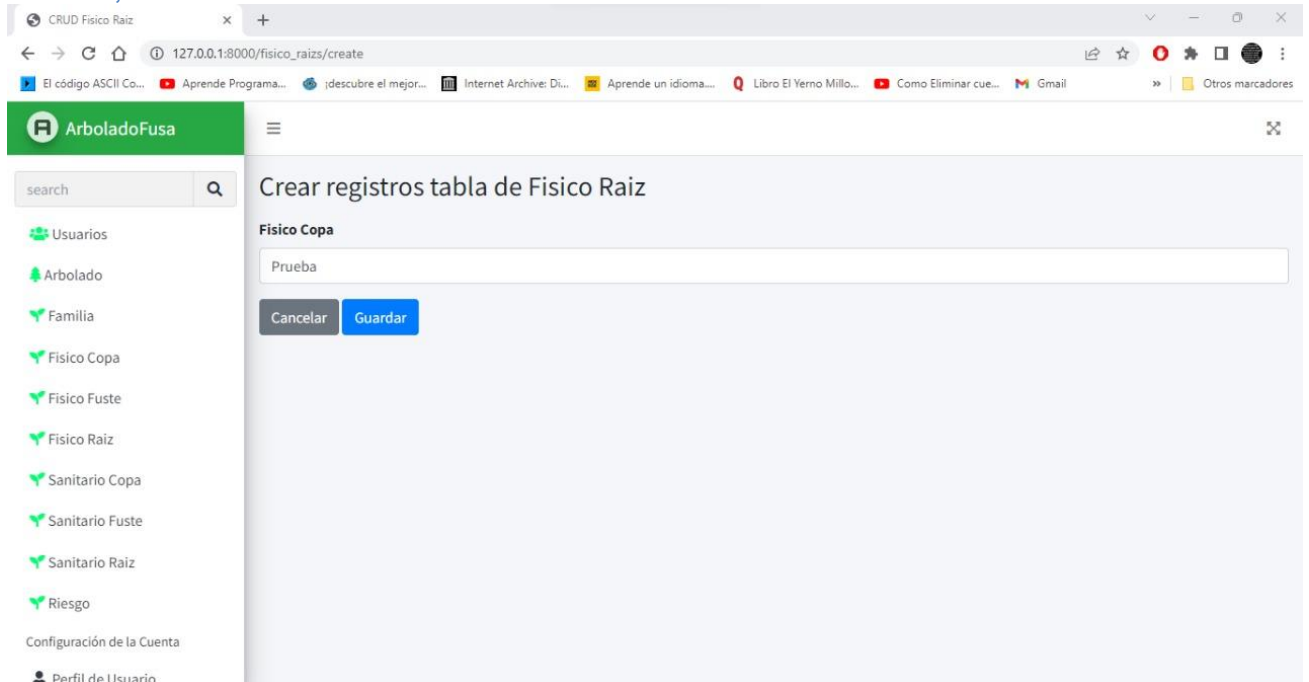 CRUD Fisico Raiz
127.0.0.1:8000/fisico_raizs/create
El código ASCII Co... Aprende Programa... ¡descubre el mejor... Internet Archive: Di... Aprende un idioma.... Libro El Yerno Millo... Como Eliminar cue... Gmail » Otros marcadores
ArboladoFusa
search
Crear registros tabla de Fisico Raiz
Usuarios
Fisico Copa
Arbolado
Prueba
Familia
Cancelar Guardar
Fisico Copa
Fisico Fuste
Fisico Raiz
Sanitario Copa
Sanitario Fuste
Sanitario Raiz
Riesgo
Configuración de la Cuenta
Perfil de Usuario